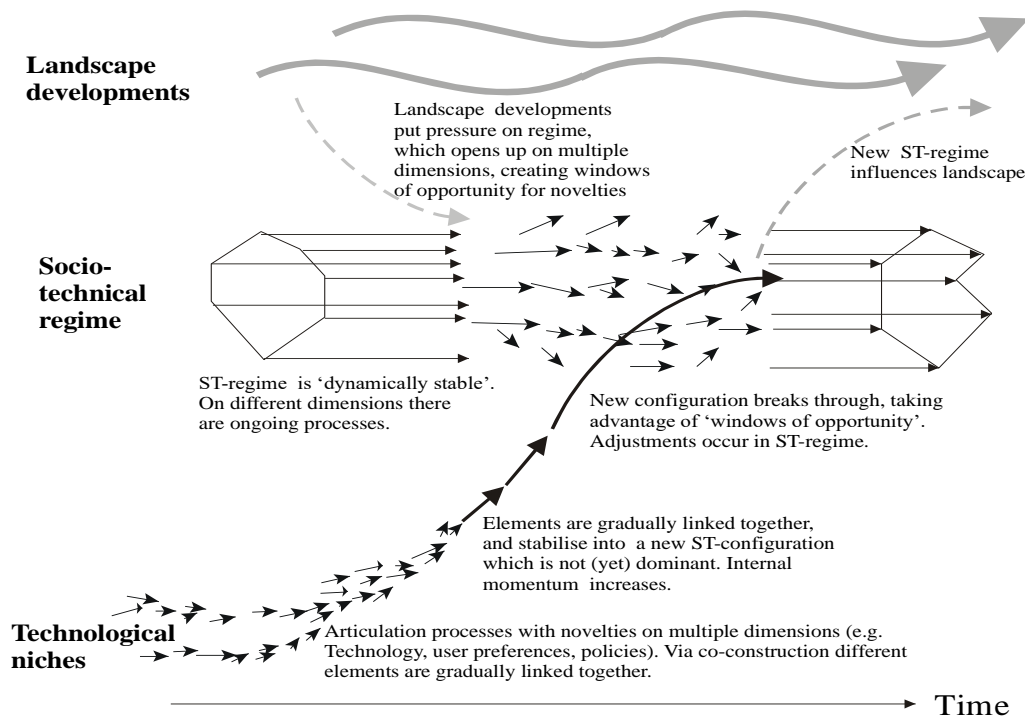 Landscape
developments
Landscape developments
put pressure on regime,
which opens up on multiple
dimensions, creating windows
of opportunity for novelties
New ST-regime
influences landscape
Socio-
technical
regime
ST-regime is ‘dynamically stable’.
On different dimensions there
are ongoing processes.
New configuration breaks through, taking
advantage of ‘windows of opportunity’.
Adjustments occur in ST-regime.
Elements are gradually linked together,
and stabilise into a new ST-configuration
which is not (yet) dominant. Internal
momentum increases.
Technological
niches
Articulation processes with novelties on multiple dimensions (e.g.
Technology, user preferences, policies). Via co-construction different
elements are gradually linked together.
Time